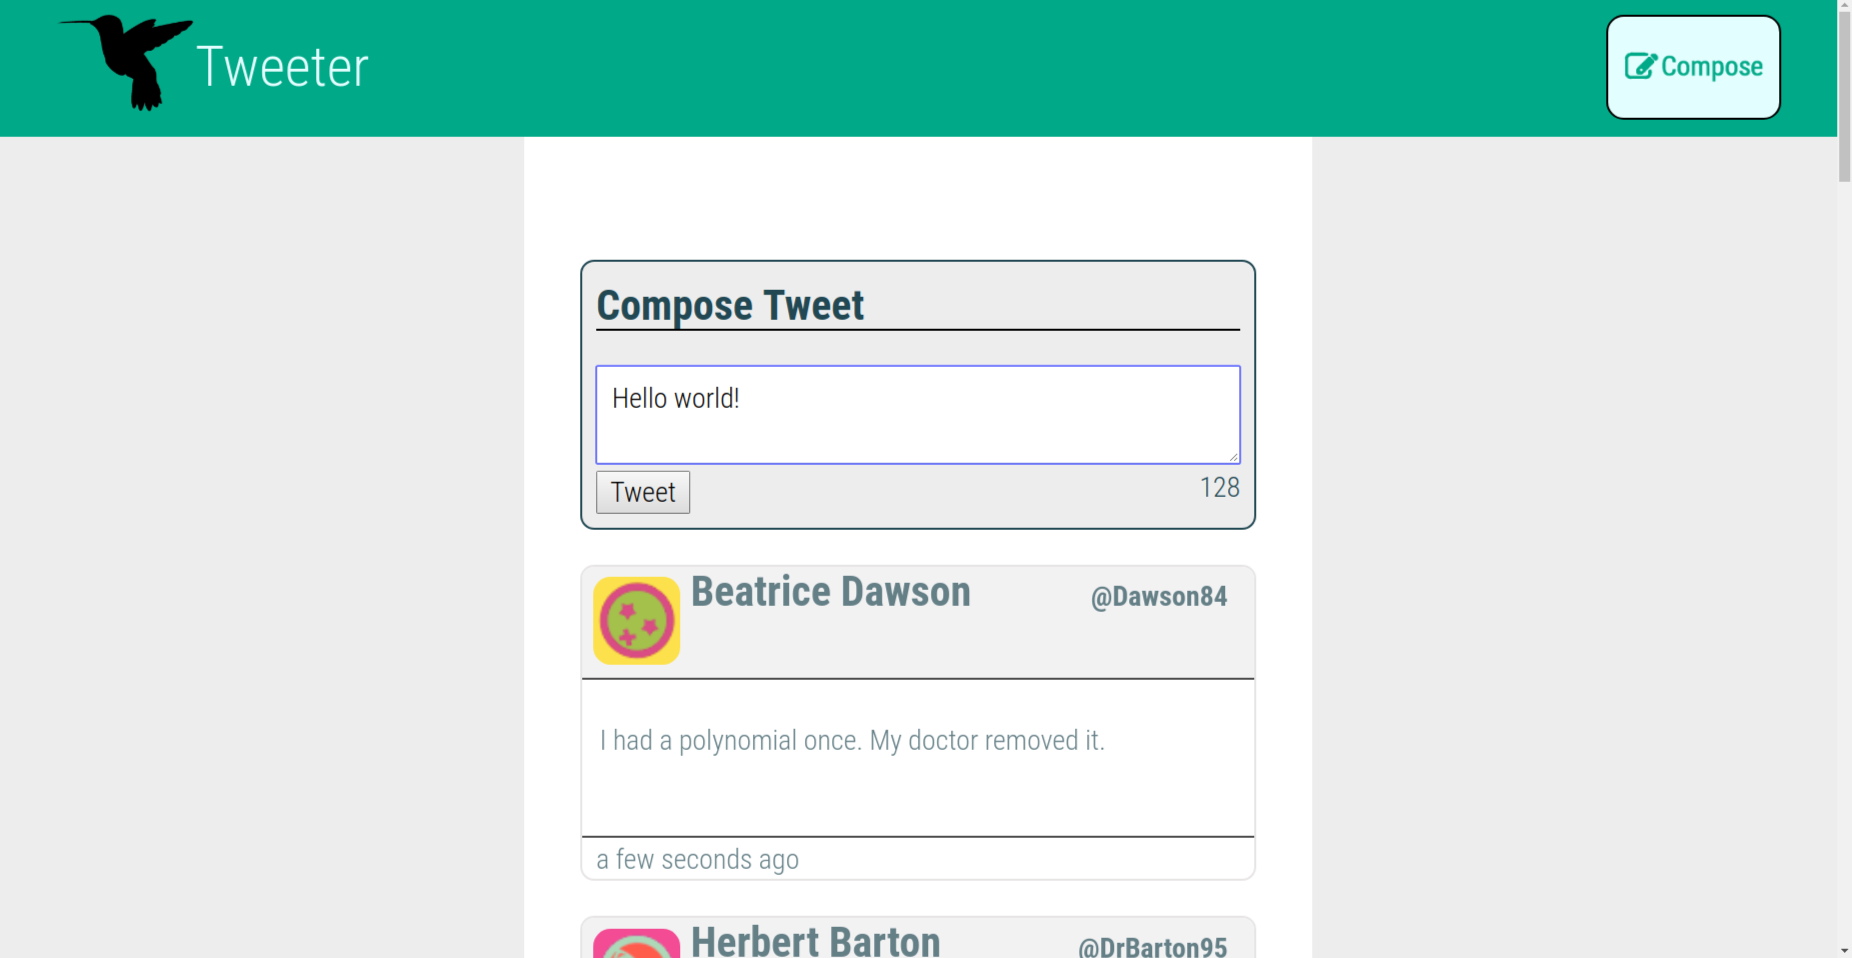 Tweeter
Compose
Compose Tweet
Hello world!
Tweet
128
Beatrice Dawson
@Dawson84
I had a polynomial once. My doctor removed it.
a few seconds ago
Herbert Barton
@DrBarton95